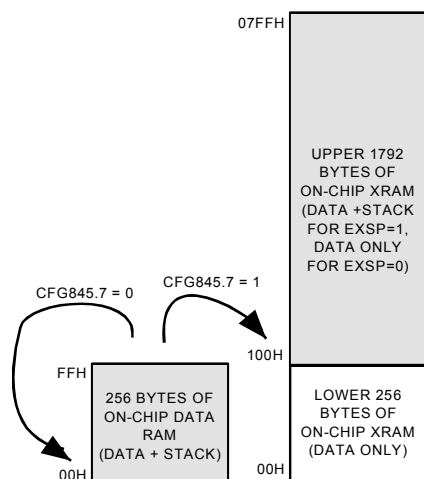 07FFH
UPPER 1792
BYTES OF
ON-CHIP XRAM
(DATA +STACK
FOR EXSP=1,
DATA ONLY
FOR EXSP=0)
CFG845.7 = 0
CFG845.7 = 1
100H
FFH
256 BYTES OF
ON-CHIP DATA
RAM
(DATA + STACK)
00H
LOWER 256
BYTES OF
ON-CHIP XRAM
(DATA ONLY)
00H